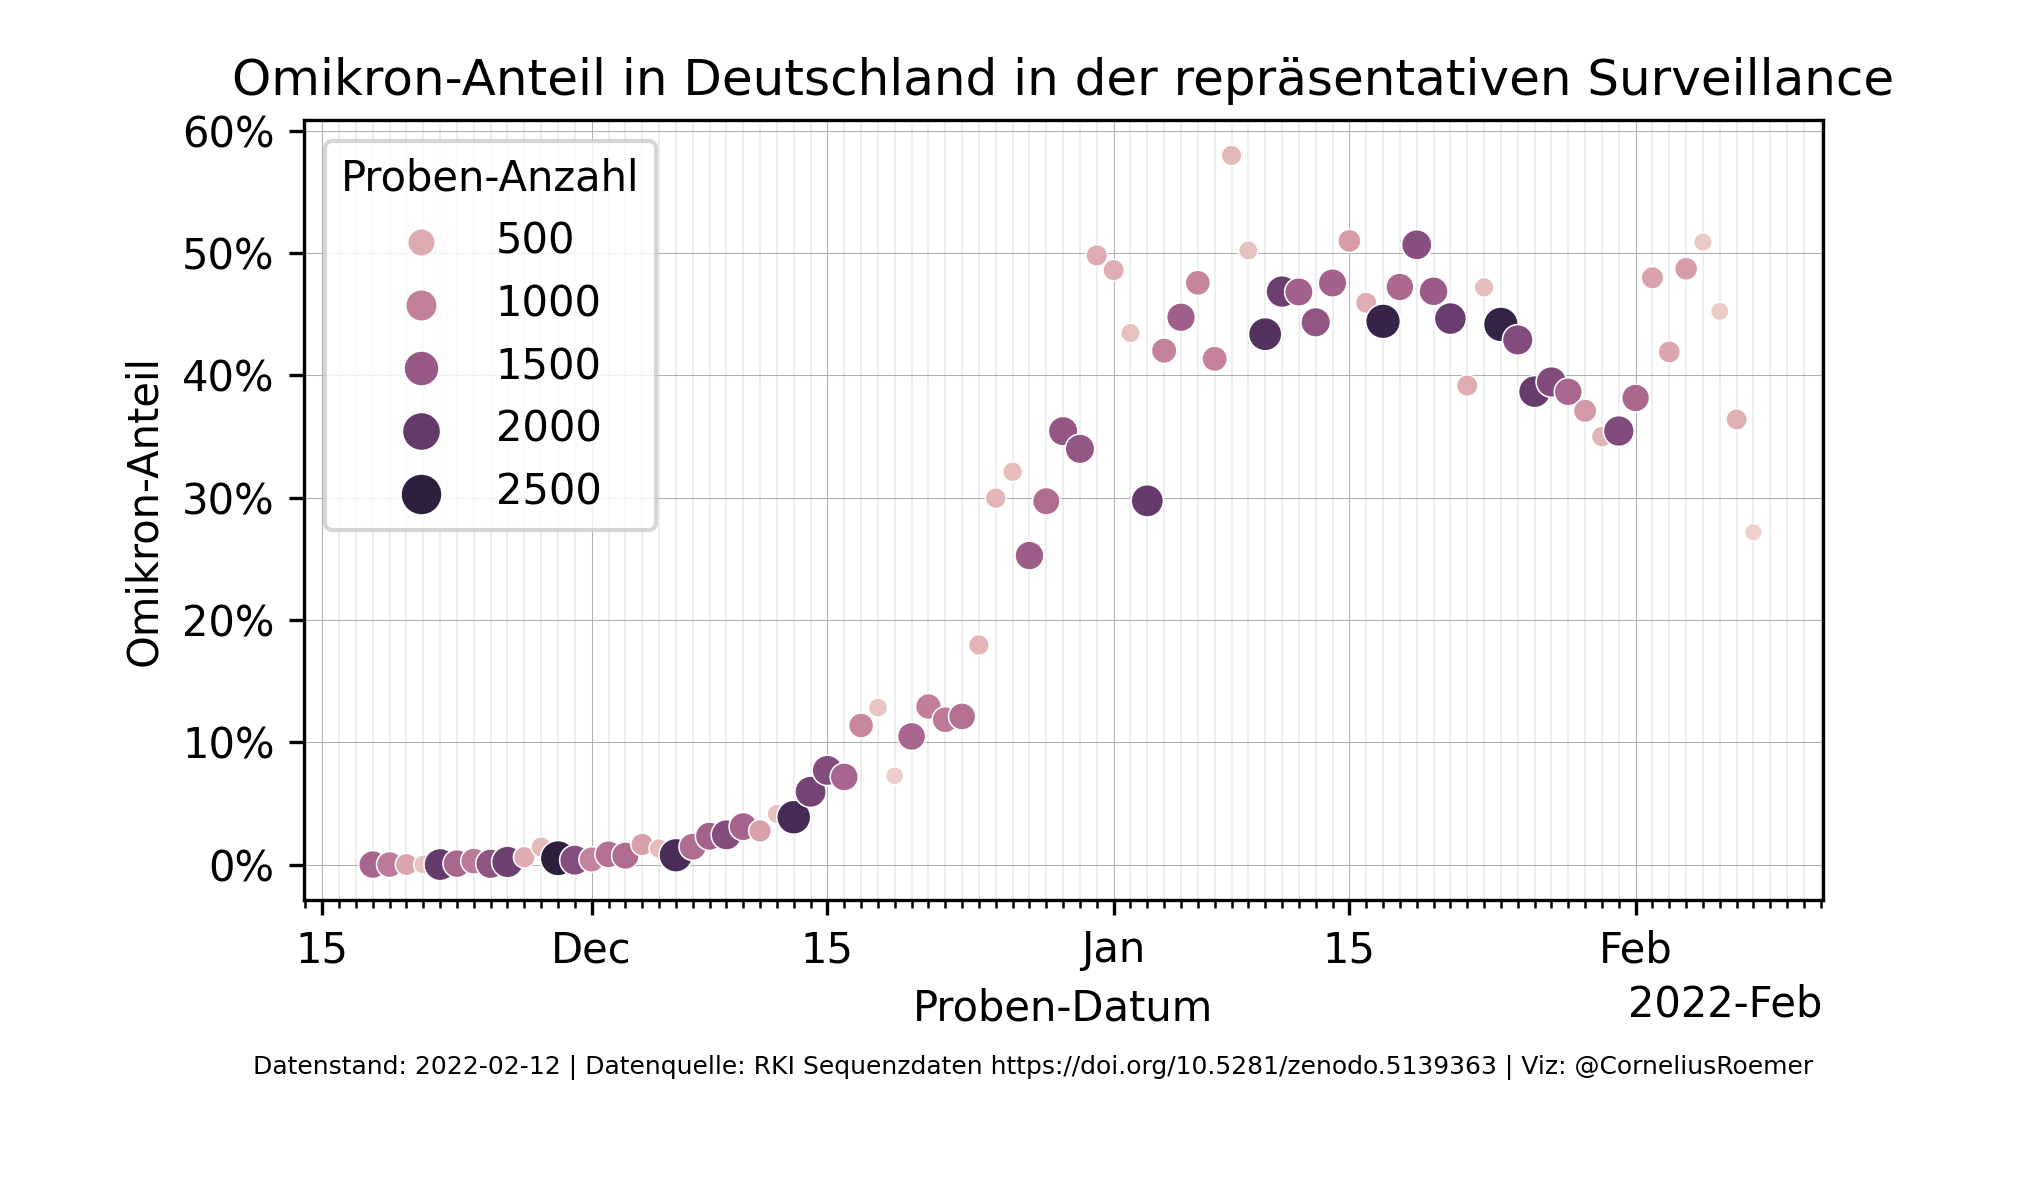 Omikron-Anteil in Deutschland in der repräsentativen Surveillance
60%
50%
40%
30%
20%
10%
0%
Omikron-Anteil
Proben-Anzahl
500
1000
1500
2000
2500
15 Dec 15 Jan 15 Feb
Proben-Datum
2022-Feb
Datenstand: 2022-02-12 | Datenquelle: RKI Sequenzdaten https://doi.org/10.5281/zenodo.5139363 | Viz: @CorneliusRoemer